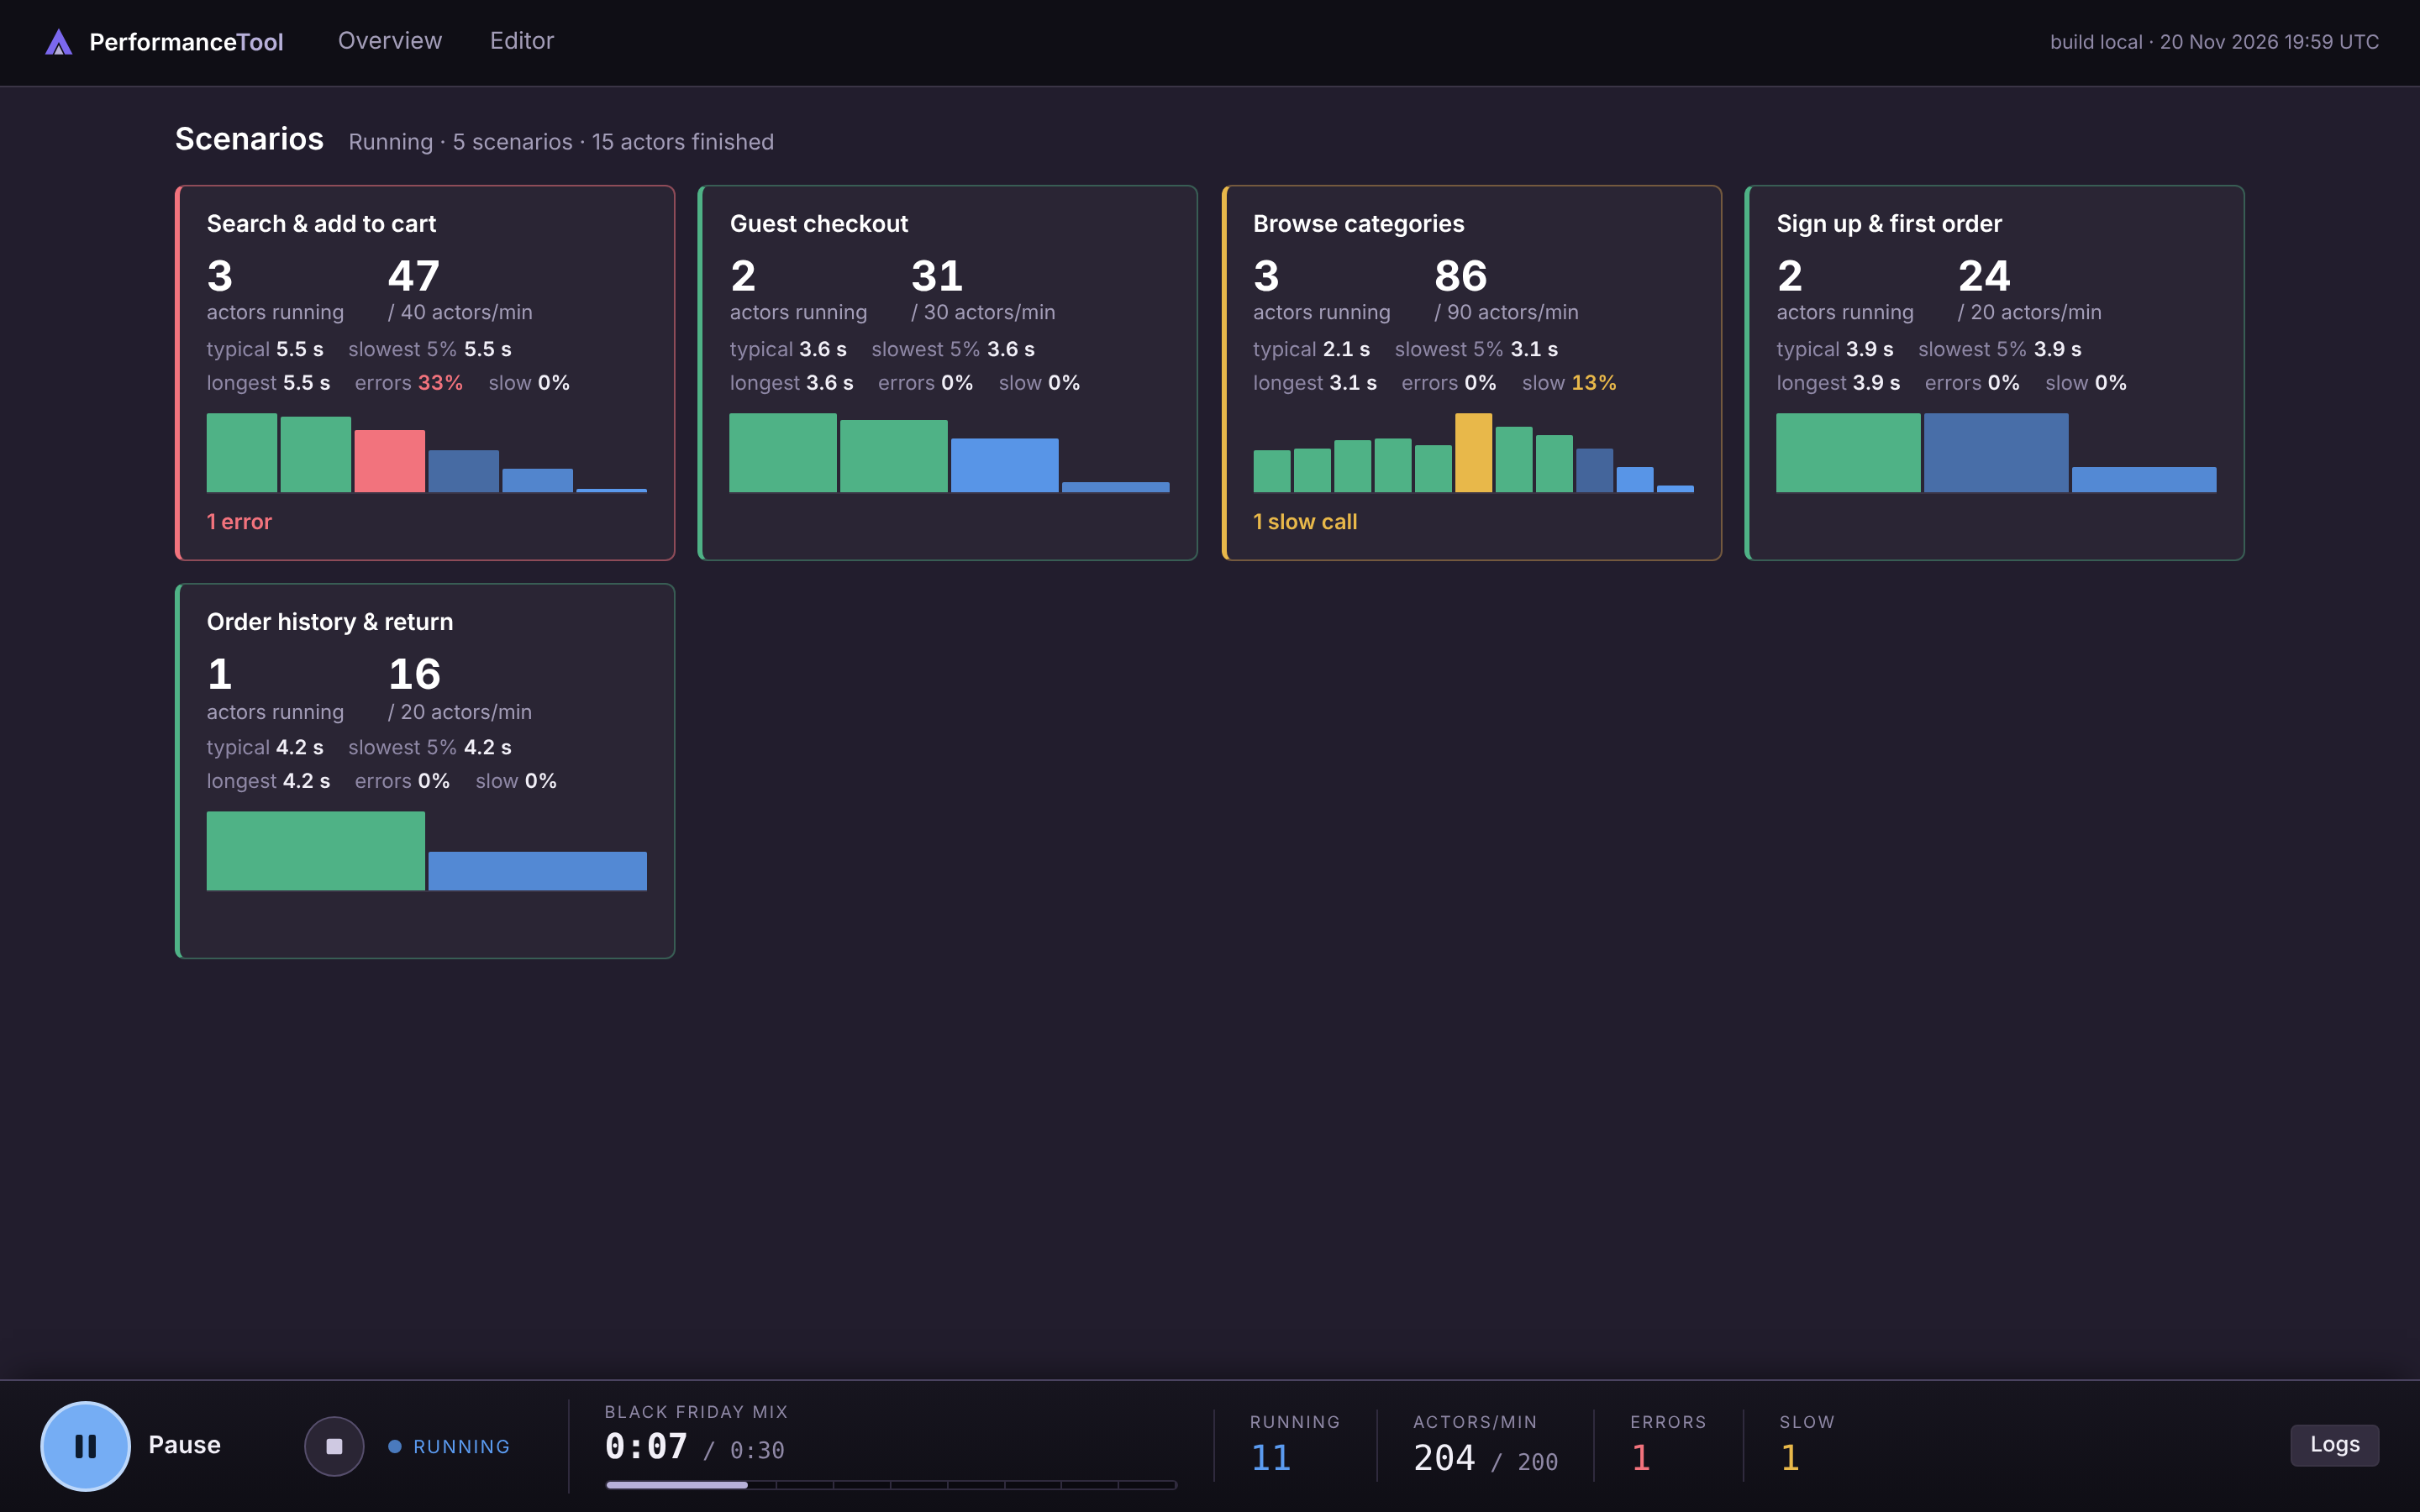 PerformanceTool Overview Editor build local · 20 Nov 2026 19:59 UTC
Scenarios Running · 5 scenarios · 15 actors finished
Search & add to cart
3 47
actors running / 40 actors/min
typical 5.5 s slowest 5% 5.5 s
longest 5.5 s errors 33% slow 0%
1 error
Guest checkout
2 31
actors running / 30 actors/min
typical 3.6 s slowest 5% 3.6 s
longest 3.6 s errors 0% slow 0%
Browse categories
3 86
actors running / 90 actors/min
typical 2.1 s slowest 5% 3.1 s
longest 3.1 s errors 0% slow 13%
1 slow call
Sign up & first order
2 24
actors running / 20 actors/min
typical 3.9 s slowest 5% 3.9 s
longest 3.9 s errors 0% slow 0%
Order history & return
1 16
actors running / 20 actors/min
typical 4.2 s slowest 5% 4.2 s
longest 4.2 s errors 0% slow 0%
Pause
RUNNING
BLACK FRIDAY MIX
0:07 / 0:30
RUNNING
11
ACTORS/MIN
204 / 200
ERRORS
1
SLOW
1
Logs